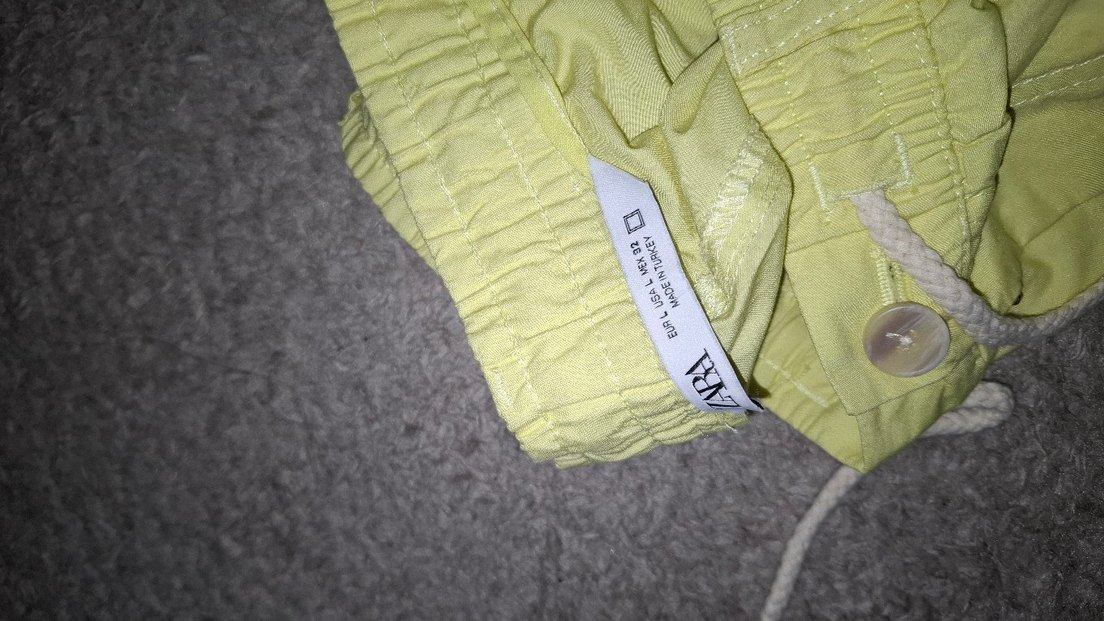 ZARA
EUR L USA L MEX 32
MADE IN TURKEY